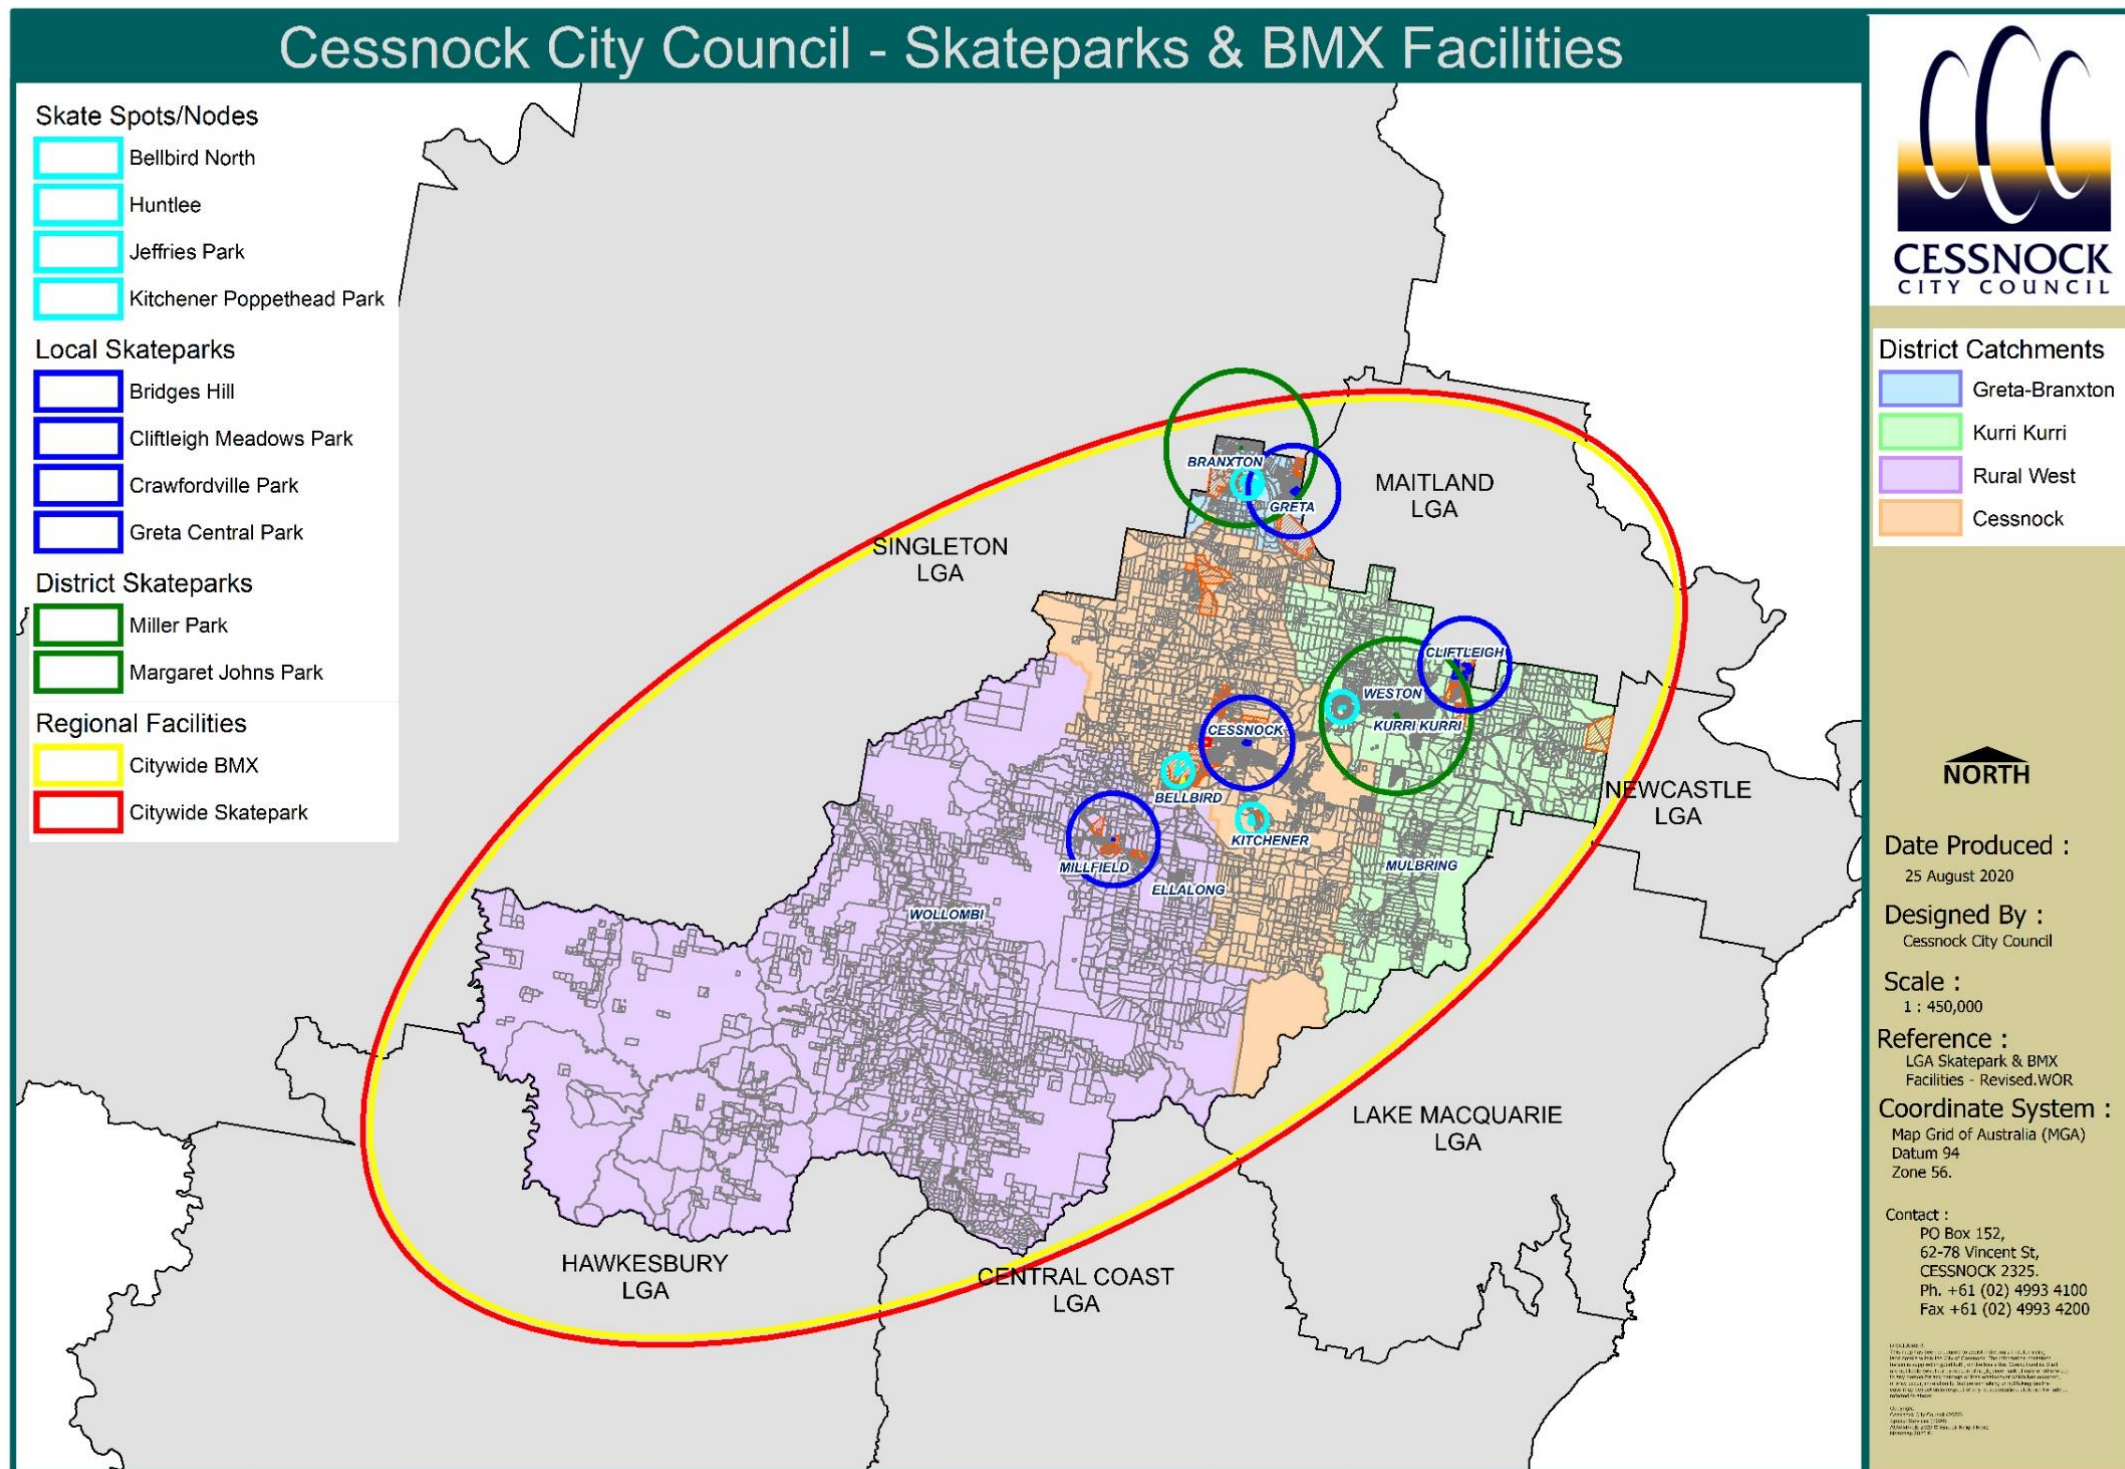 Cessnock City Council - Skateparks & BMX Facilities
Skate Spots/Nodes
Bellbird North
Huntlee
Jeffries Park
Kitchener Poppethead Park
Local Skateparks
Bridges Hill
Cliftleigh Meadows Park
Crawfordville Park
Greta Central Park
District Skateparks
Miller Park
Margaret Johns Park
Regional Facilities
Citywide BMX
Citywide Skatepark
BRANXTON
GRETA
MAITLAND
LGA
SINGLETON
LGA
CLIFTLEIGH
WESTON
KURRI KURRI
CESSNOCK
BELLBIRD
KITCHENER
MILLFIELD
ELLALONG
MULBRING
WOLLOMBI
NEWCASTLE
LGA
LAKE MACQUARIE
LGA
HAWKESBURY
LGA
CENTRAL COAST
LGA
CESSNOCK
CITY COUNCIL
District Catchments
Greta-Branxton
Kurri Kurri
Rural West
Cessnock
NORTH
Date Produced :
25 August 2020
Designed By :
Cessnock City Council
Scale :
1 : 450,000
Reference :
LGA Skatepark & BMX
Facilities - Revised.WOR
Coordinate System :
Map Grid of Australia (MGA)
Datum 94
Zone 56.
Contact :
PO Box 152,
62-78 Vincent St,
CESSNOCK 2325.
Ph. +61 (02) 4993 4100
Fax +61 (02) 4993 4200